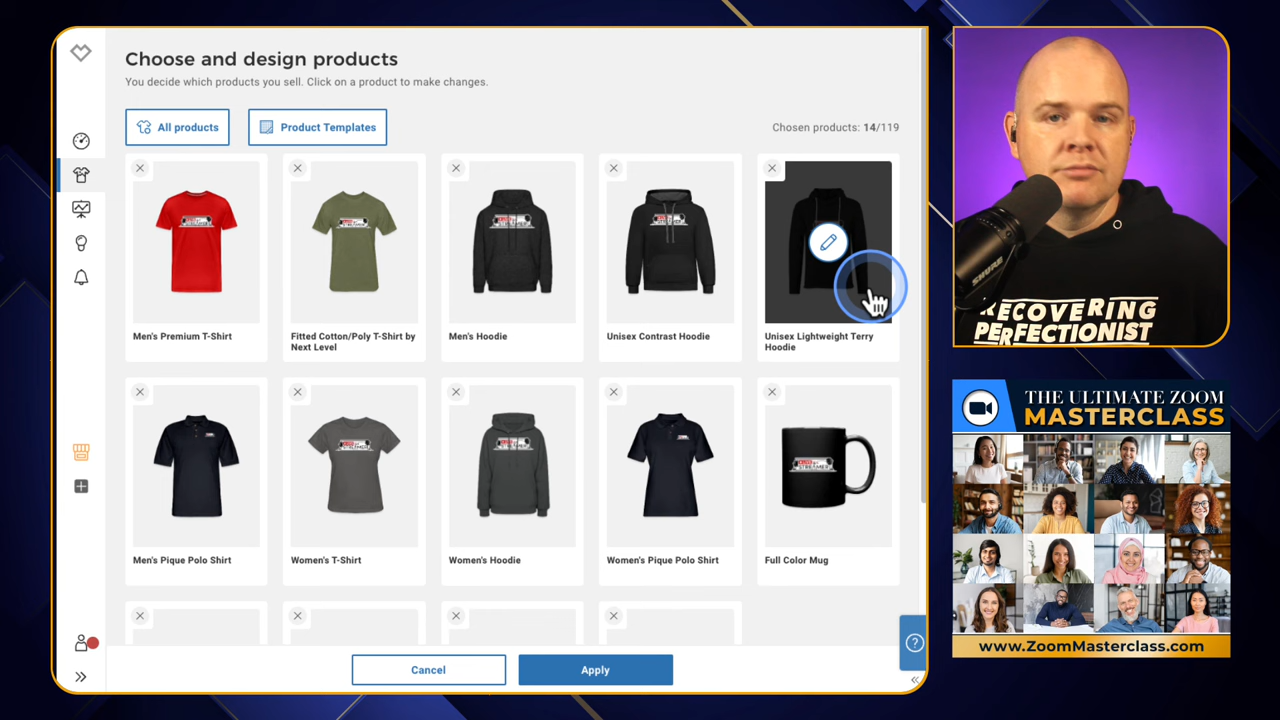 Choose and design products
You decide which products you sell. Click on a product to make changes.
All products
Product Templates
Chosen products: 14/119
Men's Premium T-Shirt
Fitted Cotton/Poly T-Shirt by
Next Level
Men's Hoodie
Unisex Contrast Hoodie
Unisex Lightweight Terry
Hoodie
Men's Pique Polo Shirt
Women's T-Shirt
Women's Hoodie
Women's Pique Polo Shirt
Full Color Mug
Cancel
Apply
SHURE
RECOVERING
PERFECTIONIST
THE ULTIMATE ZOOM
MASTERCLASS
www.ZoomMasterclass.com